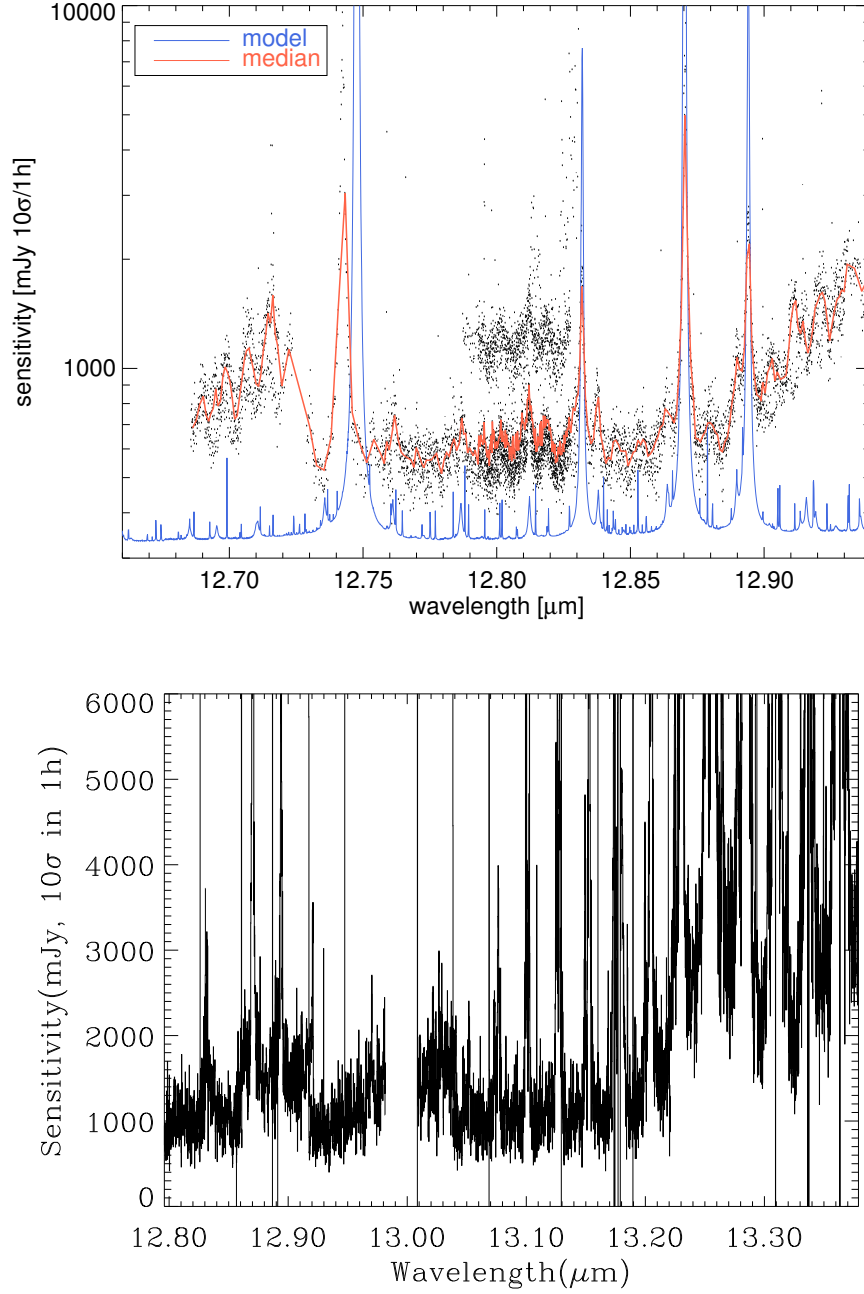 10000
model
median
sensitivity [mJy 10σ/1h]
1000
12.70 12.75 12.80 12.85 12.90
wavelength [μm]
6000
5000
4000
3000
2000
1000
0
Sensitivity(mJy, 10σ in 1h)
12.80 12.90 13.00 13.10 13.20 13.30
Wavelength(μm)